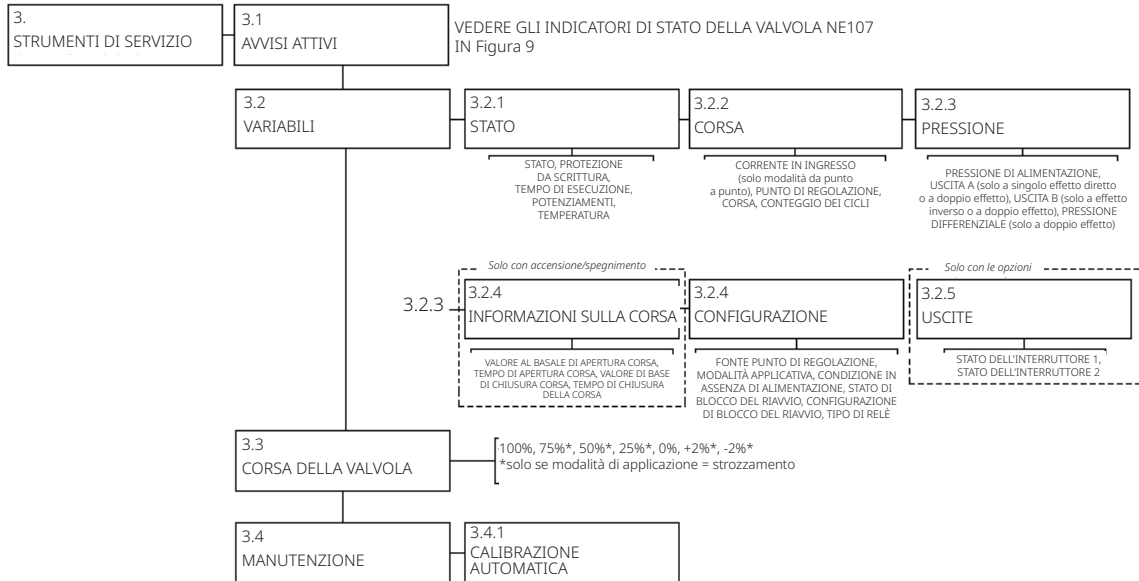 3.
STRUMENTI DI SERVIZIO
3.1
AVVISI ATTIVI
VEDERE GLI INDICATORI DI STATO DELLA VALVOLA NE107
IN Figura 9
3.2
VARIABILI
3.2.1
STATO
3.2.2
CORSA
3.2.3
PRESSIONE
STATO, PROTEZIONE
DA SCRITTURA,
TEMPO DI ESECUZIONE,
POTENZIAMENTI,
TEMPERATURA
CORRENTE IN INGRESSO
(solo modalità da punto
a punto), PUNTO DI REGOLAZIONE,
CORSA, CONTEGGIO DEI CICLI
PRESSIONE DI ALIMENTAZIONE,
USCITA A (solo a singolo effetto diretto
o a doppio effetto), USCITA B (solo a effetto
inverso o a doppio effetto), PRESSIONE
DIFFERENZIALE (solo a doppio effetto)
Solo con accensione/spegnimento
3.2.3
3.2.4
INFORMAZIONI SULLA CORSA
3.2.4
CONFIGURAZIONE
Solo con le opzioni
3.2.5
USCITE
VALORE AL BASALE DI APERTURA CORSA,
TEMPO DI APERTURA CORSA, VALORE DI BASE
DI CHIUSURA CORSA, TEMPO DI CHIUSURA
DELLA CORSA
FONTE PUNTO DI REGOLAZIONE,
MODALITÀ APPLICATIVA, CONDIZIONE IN
ASSENZA DI ALIMENTAZIONE, STATO DI
BLOCCO DEL RIAVVIO, CONFIGURAZIONE
DI BLOCCO DEL RIAVVIO, TIPO DI RELÈ
STATO DELL'INTERRUTTORE 1,
STATO DELL'INTERRUTTORE 2
3.3
CORSA DELLA VALVOLA
100%, 75%*, 50%*, 25%*, 0%, +2%*, -2%*
*solo se modalità di applicazione = strozzamento
3.4
MANUTENZIONE
3.4.1
CALIBRAZIONE
AUTOMATICA